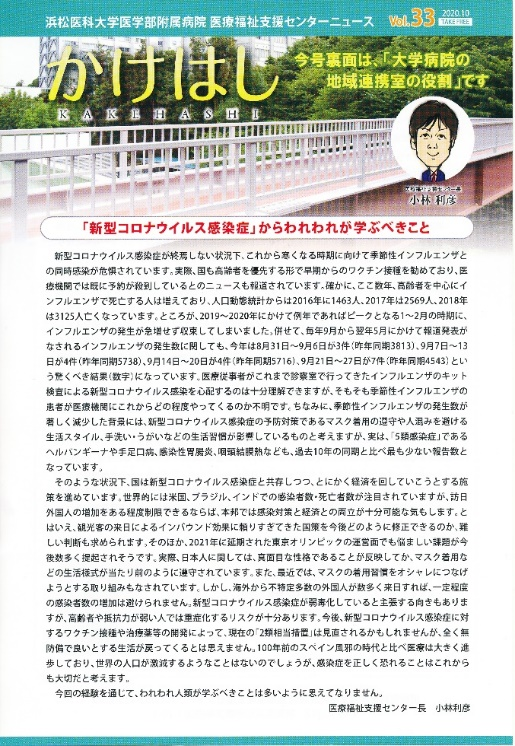 浜松医科大学医学部附属病院 医療福祉支援センターニュース
Vol.33
2020.10
TAKE FREE
かけはし
KAKEHASHI
今号裏面は、「大学病院の
地域連携室の役割」です
医療福祉支援センター長
小林 利彦
「新型コロナウイルス感染症」からわれわれが学ぶべきこと
新型コロナウイルス感染症が終焉しない状況下、これから寒くなる時期に向けて季節性インフルエンザと
の同時感染が危惧されています。実際、国も高齢者を優先する形で早期からのワクチン接種を勧めており、医
療機関では既に予約が殺到しているとのニュースも報道されています。確かに、ここ数年、高齢者を中心にイ
ンフルエンザで死亡する人は増えており、人口動態統計からは2016年に1463人、2017年は2569人、2018年
は3125人亡くなっています。ところが、2019～2020年にかけて例年であればピークとなる1～2月の時期に、
インフルエンザの発生が急増せず収束してしまいました。併せて、毎年9月から翌年5月にかけて報道発表が
なされるインフルエンザの発生数に関しても、今年は8月31日～9月6日が3件（昨年同期3813）、9月7日～13
日が4件（昨年同期5738）、9月14日～20日が4件（昨年同期5716）、9月21日～27日が7件（昨年同期4543）とい
う驚くべき結果（数字）になっています。医療従事者がこれまで診察室で行ってきたインフルエンザのキット
検査による新型コロナウイルス感染を心配するのは十分理解できますが、そもそも季節性インフルエンザの
患者が医療機関にこれからどの程度やってくるのか不明です。ちなみに、季節性インフルエンザの発生数が
著しく減少した背景には、新型コロナウイルス感染症の予防対策であるマスク着用の遵守や人混みを避ける
生活スタイル、手洗い・うがいなどの生活習慣が影響しているものと考えますが、実は、「5類感染症」である
ヘルパンギーナや手足口病、感染性胃腸炎、咽頭結膜熱なども、過去10年の同期と比べ最も少ない報告数と
なっています。
そのような状況下、国は新型コロナウイルス感染症と共存しつつ、とにかく経済を回していこうとする施
策を進めています。世界的には米国、ブラジル、インドでの感染者数・死亡者数が注目されていますが、訪日
外国人の増加をある程度制限できるならば、本邦では感染対策と経済との両立が十分可能な気もします。と
はいえ、観光客の来日によるインバウンド効果に頼りすぎてきた国策を今後どのように修正できるのか、難
しい判断も求められます。そのほか、2021年に延期された東京オリンピックの運営面でも悩ましい課題が今
後数多く提起されそうです。実際、日本人に関しては、真面目な性格であることが反映してか、マスク着用な
どの生活様式が当たり前のように遵守されています。また、最近では、マスクの着用習慣をオシャレにつなげ
ようとする取り組みもなされています。しかし、海外から不特定多数の外国人が数多く来日すれば、一定程度
の感染者数の増加は避けられません。新型コロナウイルス感染症が弱毒化していると主張する向きもありま
すが、高齢者や抵抗力が弱い人では重症化するリスクが十分あります。今後、新型コロナウイルス感染症に対
するワクチン接種や治療薬等の開発によって、現在の「2類相当措置」は見直されるかもしれませんが、全く無
防備で良いとする生活が戻ってくるとは思えません。100年前のスペイン風邪の時代と比べ医療は大きく進
歩しており、世界の人口が激減するようなことはないのでしょうが、感染症を正しく恐れることはこれから
も大切だと考えます。
今回の経験を通じて、われわれ人類が学ぶべきことは多いように思えてなりません。
医療福祉支援センター長 小林利彦